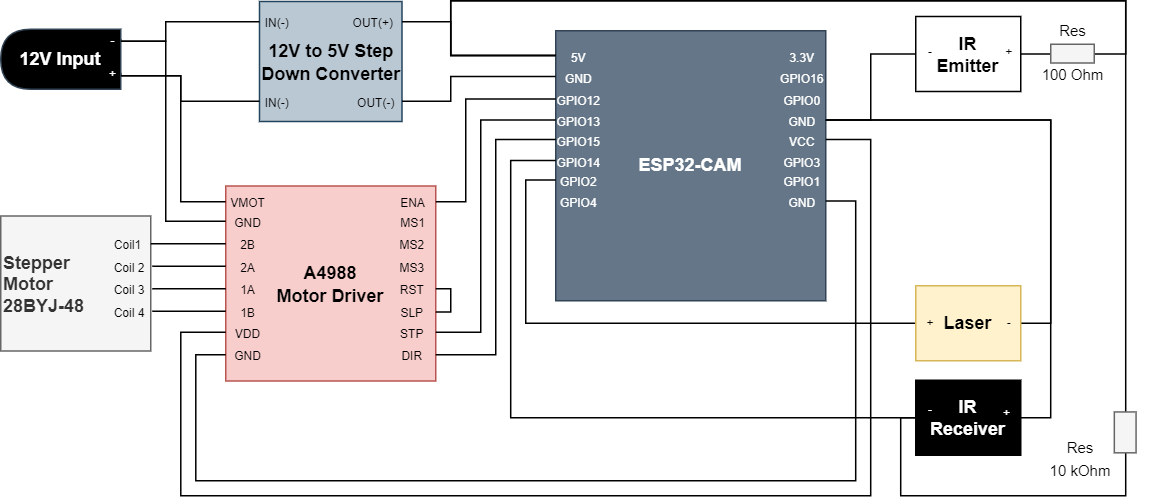 12V Input
-
+
IN(-)
OUT(+)
12V to 5V Step
Down Converter
IN(-)
OUT(-)
5V
GND
GPIO12
GPIO13
GPIO15
GPIO14
GPIO2
GPIO4
ESP32-CAM
3.3V
GPIO16
GPIO0
GND
VCC
GPIO3
GPIO1
GND
-
IR
Emitter
+
Res
100 Ohm
Stepper
Motor
28BYJ-48
Coil1
Coil 2
Coil 3
Coil 4
VMOT
GND
2B
2A
1A
1B
VDD
GND
A4988
Motor Driver
ENA
MS1
MS2
MS3
RST
SLP
STP
DIR
+
Laser
-
-
IR
Receiver
+
Res
10 kOhm